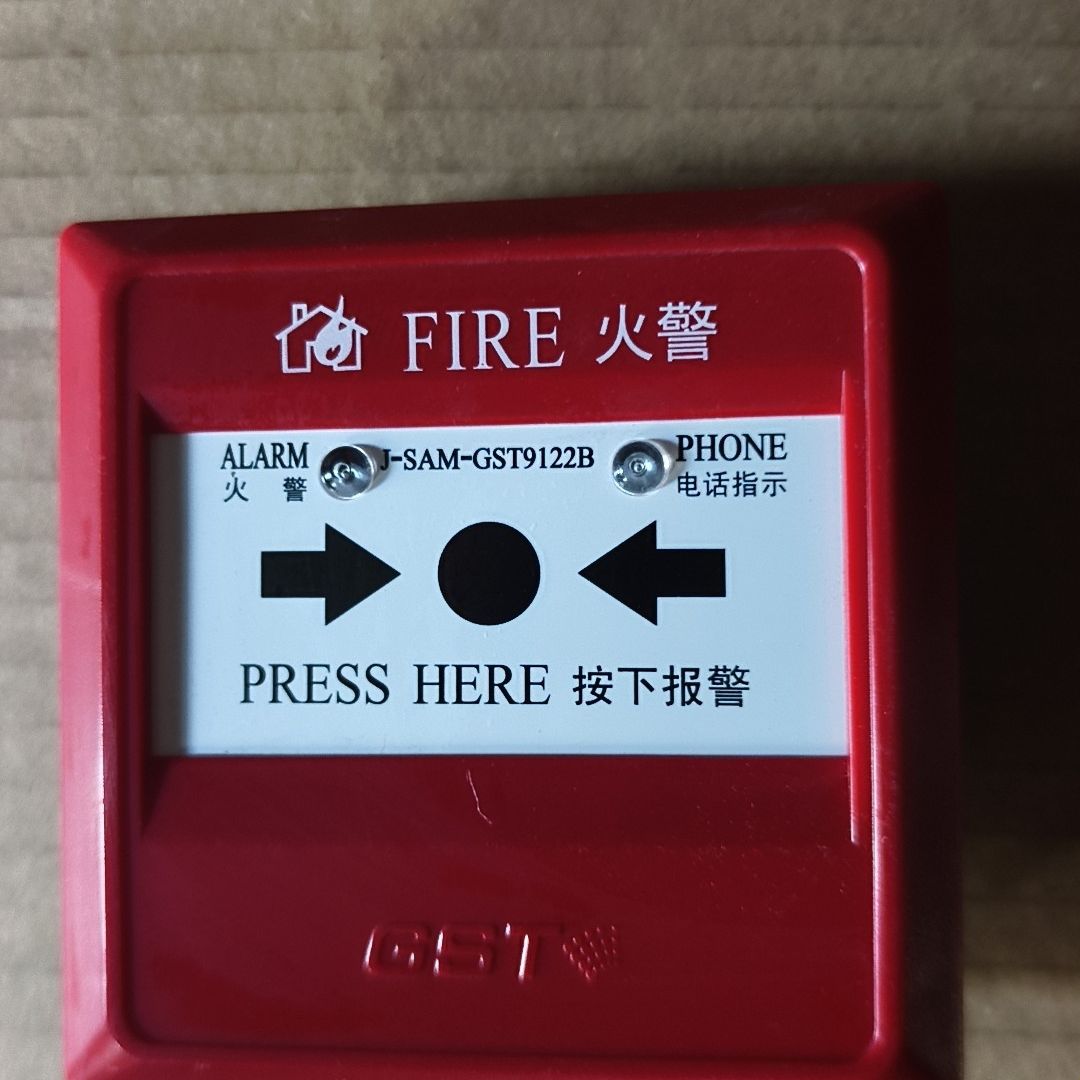 FIRE 火警
ALARM J-SAM-GST9122B PHONE
火 警 电话指示
PRESS HERE 按下报警
GST